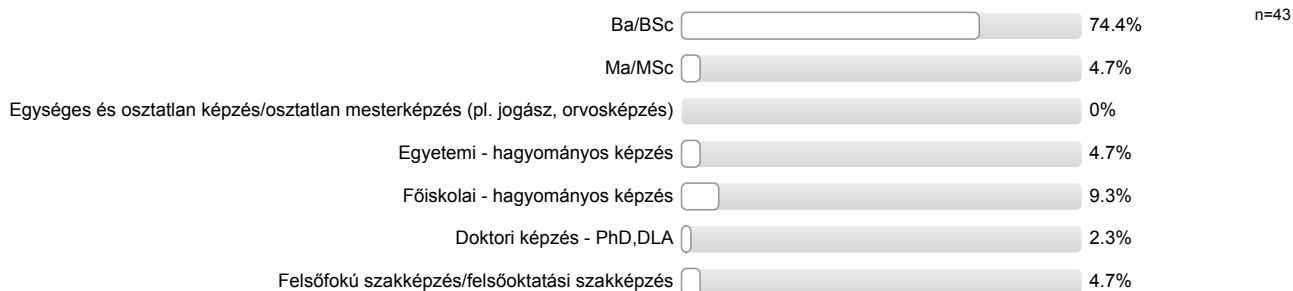 Ba/BSc 74.4% n=43
Ma/MSc 4.7%
Egységes és osztatlan képzés/osztatlan mesterképzés (pl. jogász, orvosképzés) 0%
Egyetemi - hagyományos képzés 4.7%
Főiskolai - hagyományos képzés 9.3%
Doktori képzés - PhD,DLA 2.3%
Felsőfokú szakképzés/felsőoktatási szakképzés 4.7%